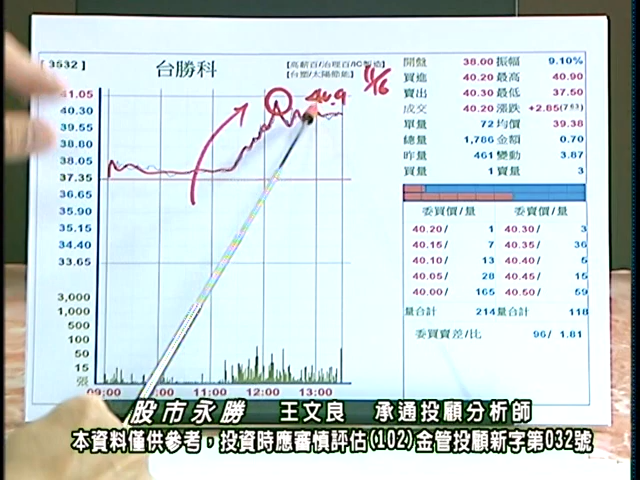 [3532] 台勝科 [高薪百/治理百/IC製造]
[台塑/太陽節能]
11/6
40.9
41.05
40.30
39.55
38.80
38.05
37.35
36.65
35.90
35.15
34.40
33.65
3,000
1,000
500
100
50
15
張
09:00 10:00 11:00 12:00 13:00
開盤 38.00 振幅 9.10%
買進 40.20 最高 40.90
賣出 40.30 最低 37.50
成交 40.20 漲跌 +2.85
單量 72 均價 39.38
總量 1,786 金額 0.70
昨量 461 變動 3.87
買量 1 賣量 3
委買價/量 委賣價/量
40.20/ 1 40.30/ 3
40.15/ 7 40.35/ 36
40.10/ 13 40.40/ 5
40.05/ 28 40.45/ 15
40.00/ 165 40.50/ 59
量合計 214 量合計 118
委買賣差/比 96/ 1.81
股市永勝 王文良 承通投顧分析師
本資料僅供參考，投資時應審慎評估(102)金管投顧新字第032號